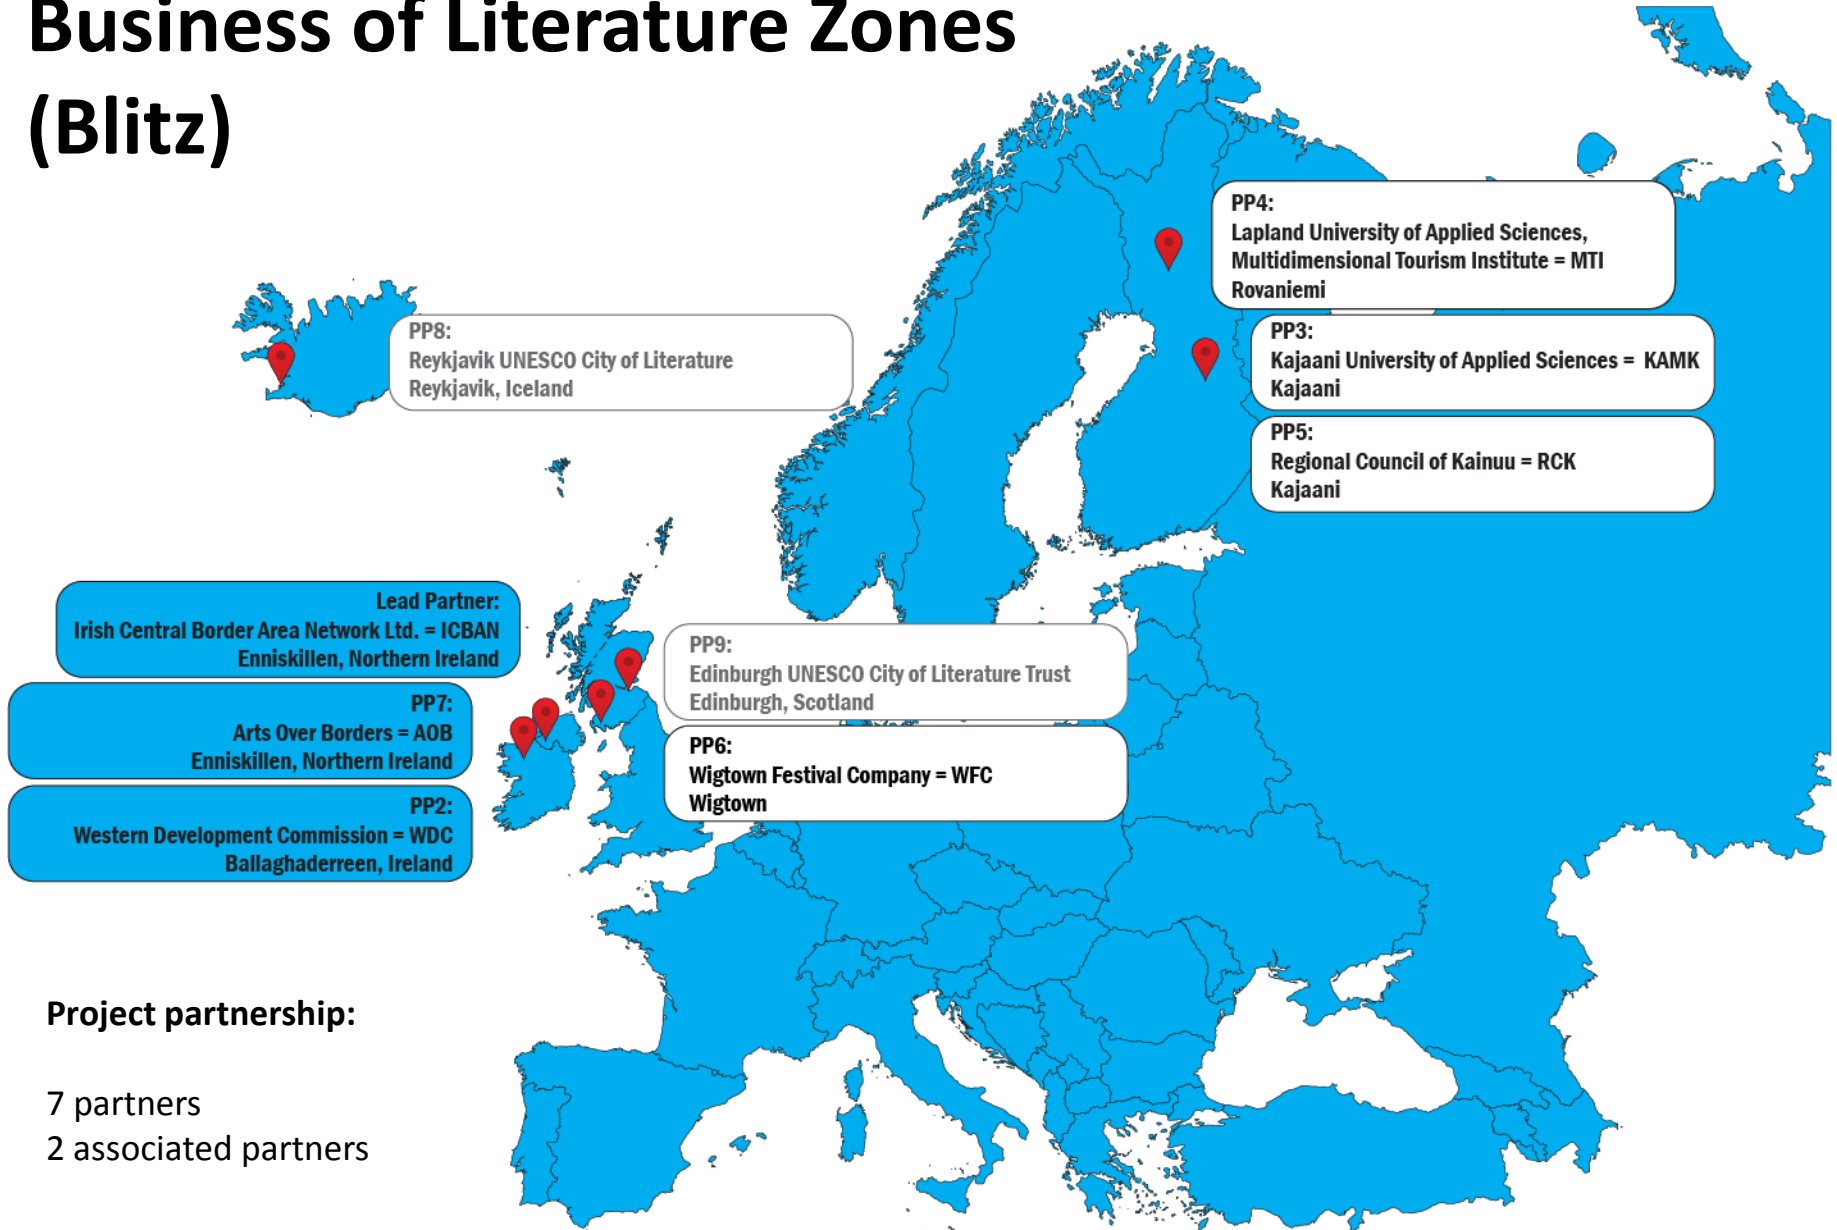 Business of Literature Zones
(Blitz)
PP4:
Lapland University of Applied Sciences,
Multidimensional Tourism Institute = MTI
Rovaniemi
PP8:
Reykjavik UNESCO City of Literature
Reykjavik, Iceland
PP3:
Kajaani University of Applied Sciences = KAMK
Kajaani
PP5:
Regional Council of Kainuu = RCK
Kajaani
Lead Partner:
Irish Central Border Area Network Ltd. = ICBAN
Enniskillen, Northern Ireland
PP9:
Edinburgh UNESCO City of Literature Trust
Edinburgh, Scotland
PP7:
Arts Over Borders = AOB
Enniskillen, Northern Ireland
PP6:
Wigtown Festival Company = WFC
Wigtown
PP2:
Western Development Commission = WDC
Ballaghaderreen, Ireland
Project partnership:
7 partners
2 associated partners